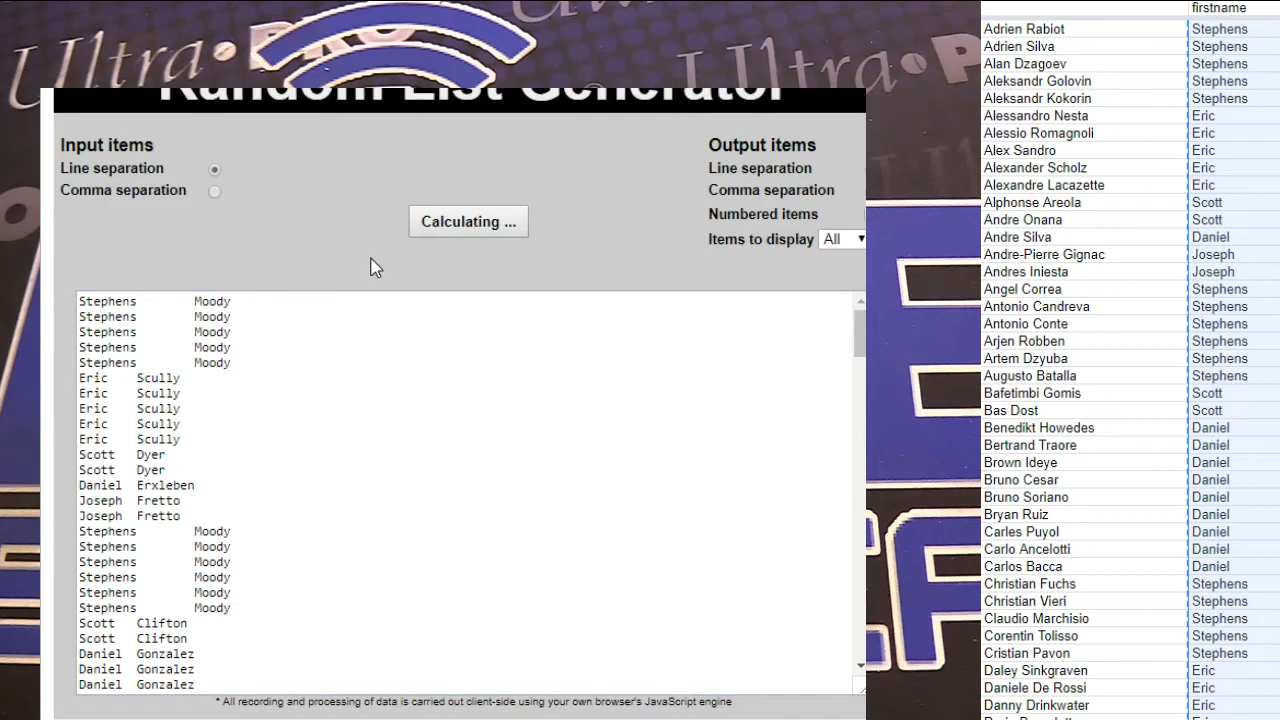 Ultra PRO
Ultra P
Random List Generator
Input items
Line separation
Comma separation
Calculating ...
Output items
Line separation
Comma separation
Numbered items
Items to display All
Stephens Moody
Stephens Moody
Stephens Moody
Stephens Moody
Stephens Moody
Eric Scully
Eric Scully
Eric Scully
Eric Scully
Eric Scully
Scott Dyer
Scott Dyer
Daniel Erxleben
Joseph Fretto
Joseph Fretto
Stephens Moody
Stephens Moody
Stephens Moody
Stephens Moody
Stephens Moody
Stephens Moody
Scott Clifton
Scott Clifton
Daniel Gonzalez
Daniel Gonzalez
Daniel Gonzalez
* All recording and processing of data is carried out client-side using your own browser's JavaScript engine
firstname
Adrien Rabiot Stephens
Adrien Silva Stephens
Alan Dzagoev Stephens
Aleksandr Golovin Stephens
Aleksandr Kokorin Stephens
Alessandro Nesta Eric
Alessio Romagnoli Eric
Alex Sandro Eric
Alexander Scholz Eric
Alexandre Lacazette Eric
Alphonse Areola Scott
Andre Onana Scott
Andre Silva Daniel
Andre-Pierre Gignac Joseph
Andres Iniesta Joseph
Angel Correa Stephens
Antonio Candreva Stephens
Antonio Conte Stephens
Arjen Robben Stephens
Artem Dzyuba Stephens
Augusto Batalla Stephens
Bafetimbi Gomis Scott
Bas Dost Scott
Benedikt Howedes Daniel
Bertrand Traore Daniel
Brown Ideye Daniel
Bruno Cesar Daniel
Bruno Soriano Daniel
Bryan Ruiz Daniel
Carles Puyol Daniel
Carlo Ancelotti Daniel
Carlos Bacca Daniel
Christian Fuchs Stephens
Christian Vieri Stephens
Claudio Marchisio Stephens
Corentin Tolisso Stephens
Cristian Pavon Stephens
Daley Sinkgraven Eric
Daniele De Rossi Eric
Danny Drinkwater Eric